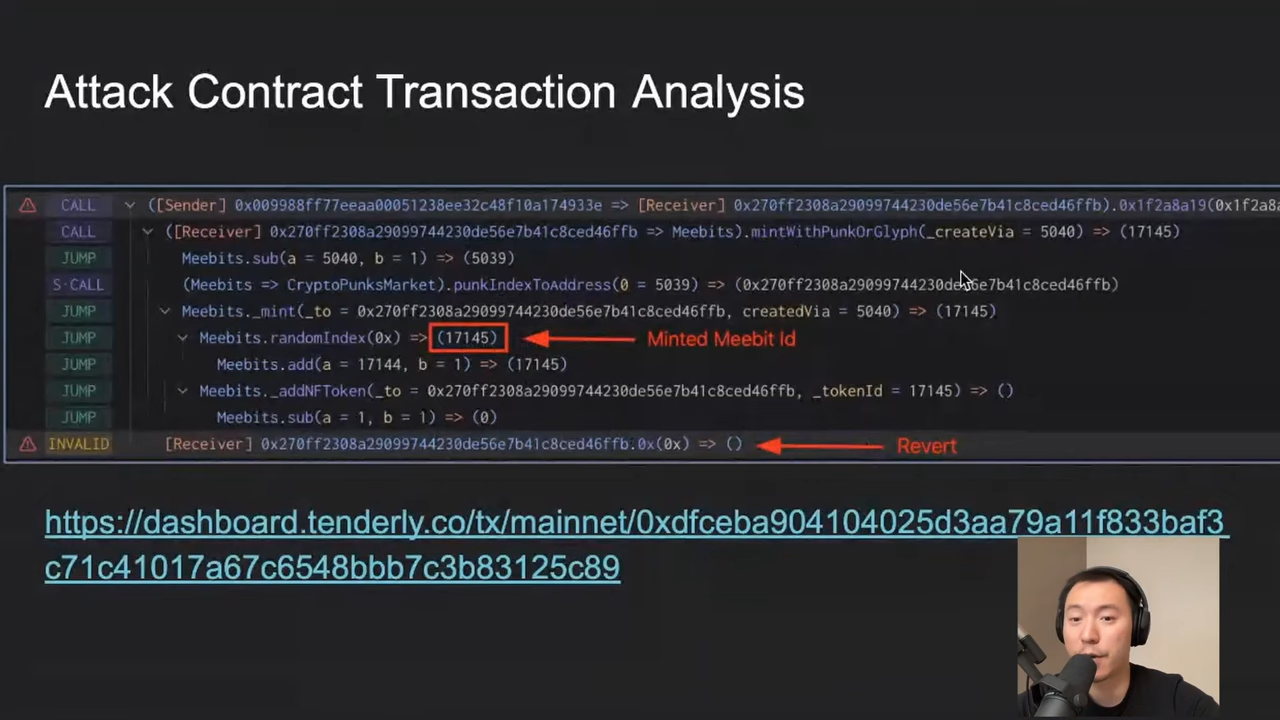 Attack Contract Transaction Analysis
CALL ([Sender] 0x009988ff77eeaa00051238ee32c48f10a174933e => [Receiver] 0x270ff2308a29099744230de56e7b41c8ced46ffb).0x1f2a8a19(0x1f2a8a
CALL ([Receiver] 0x270ff2308a29099744230de56e7b41c8ced46ffb => Meebits).mintWithPunkOrGlyph(_createVia = 5040) => (17145)
JUMP Meebits.sub(a = 5040, b = 1) => (5039)
S·CALL (Meebits => CryptoPunksMarket).punkIndexToAddress(0 = 5039) => (0x270ff2308a29099744230de56e7b41c8ced46ffb)
JUMP Meebits._mint(_to = 0x270ff2308a29099744230de56e7b41c8ced46ffb, createdVia = 5040) => (17145)
JUMP Meebits.randomIndex(0x) => (17145) Minted Meebit Id
JUMP Meebits.add(a = 17144, b = 1) => (17145)
JUMP Meebits._addNFToken(_to = 0x270ff2308a29099744230de56e7b41c8ced46ffb, _tokenId = 17145) => ()
JUMP Meebits.sub(a = 1, b = 1) => (0)
INVALID [Receiver] 0x270ff2308a29099744230de56e7b41c8ced46ffb.0x(0x) => () Revert
https://dashboard.tenderly.co/tx/mainnet/0xdfceba904104025d3aa79a11f833baf3
c71c41017a67c6548bbb7c3b83125c89